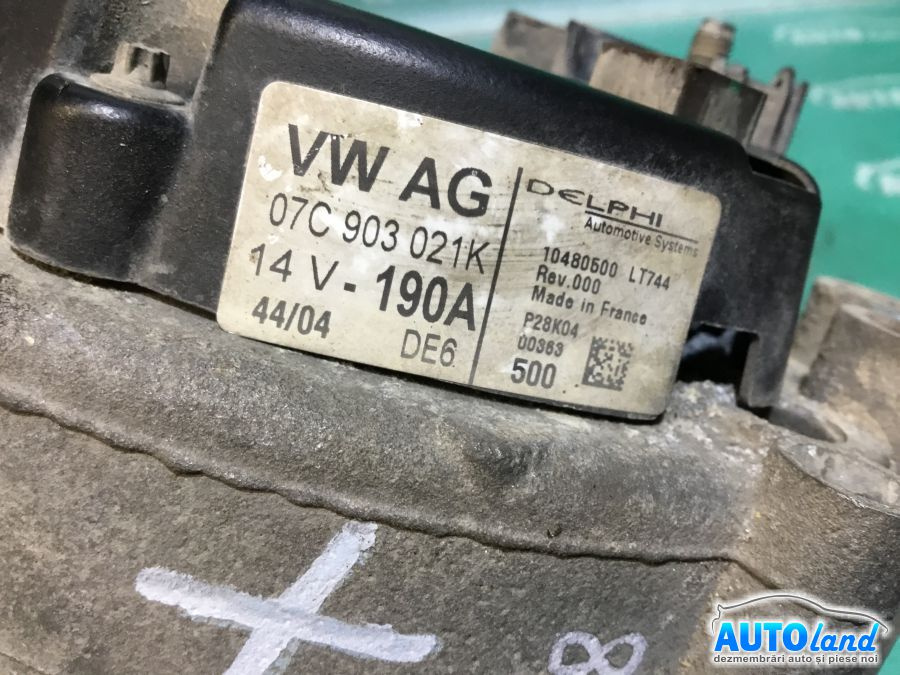 VW AG
07C 903 021K
14 V - 190A
44/04
DE6
DELPHI
Automotive Systems
10480500 LT744
Rev.000
Made in France
P28K04
00363
500
8
AUTOland
dezmembrări auto și piese noi